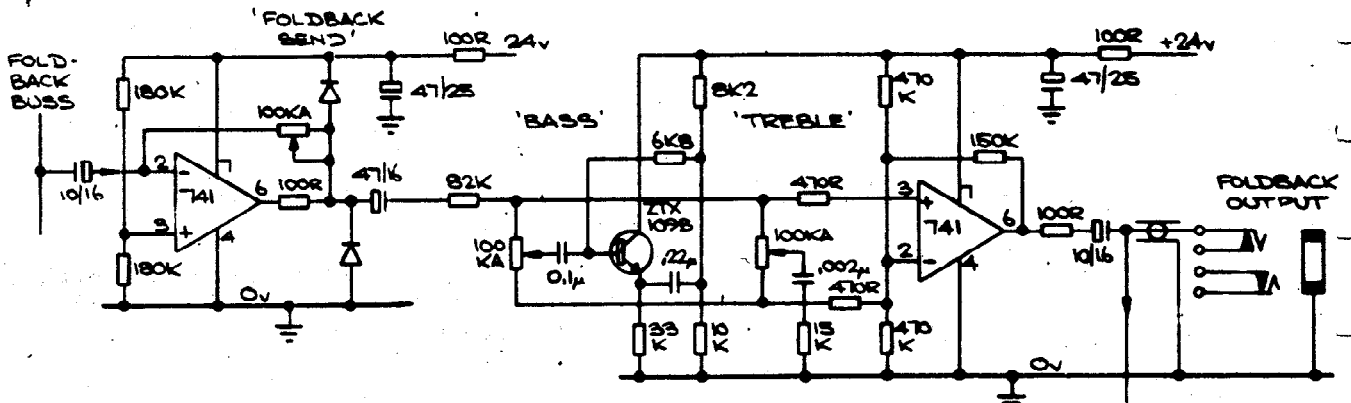 'FOLDBACK
SEND'
FOLD-
BACK
BUSS
180K
100KA
100R
24v
47/25
10/16
2
-
7
741
6
100R
3
+
4
180K
0v
47/16
82K
'BASS'
6K8
8K2
ZTX
109B
100
KA
0.1µ
.22µ
33
K
10
K
'TREBLE'
470
K
100R
+24v
47/25
150K
470R
100KA
.002µ
470R
15
K
470
K
3
+
7
741
6
2
-
4
100R
10/16
0v
FOLDBACK
OUTPUT